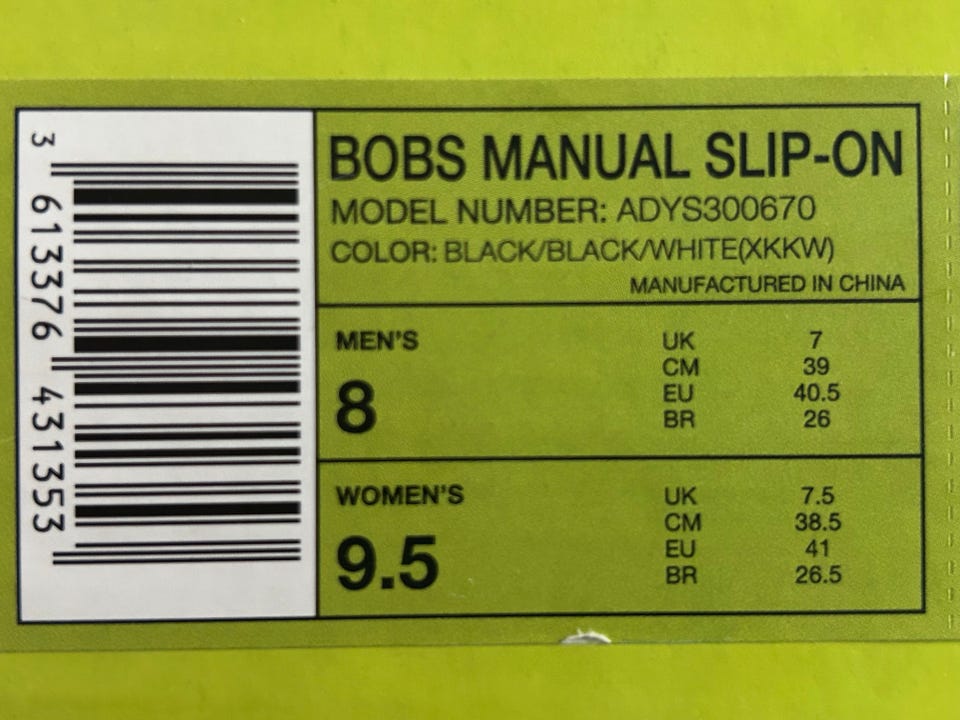 3 613376 431353
BOBS MANUAL SLIP-ON
MODEL NUMBER: ADYS300670
COLOR: BLACK/BLACK/WHITE(XKKW)
MANUFACTURED IN CHINA
MEN'S
8
UK 7
CM 39
EU 40.5
BR 26
WOMEN'S
9.5
UK 7.5
CM 38.5
EU 41
BR 26.5